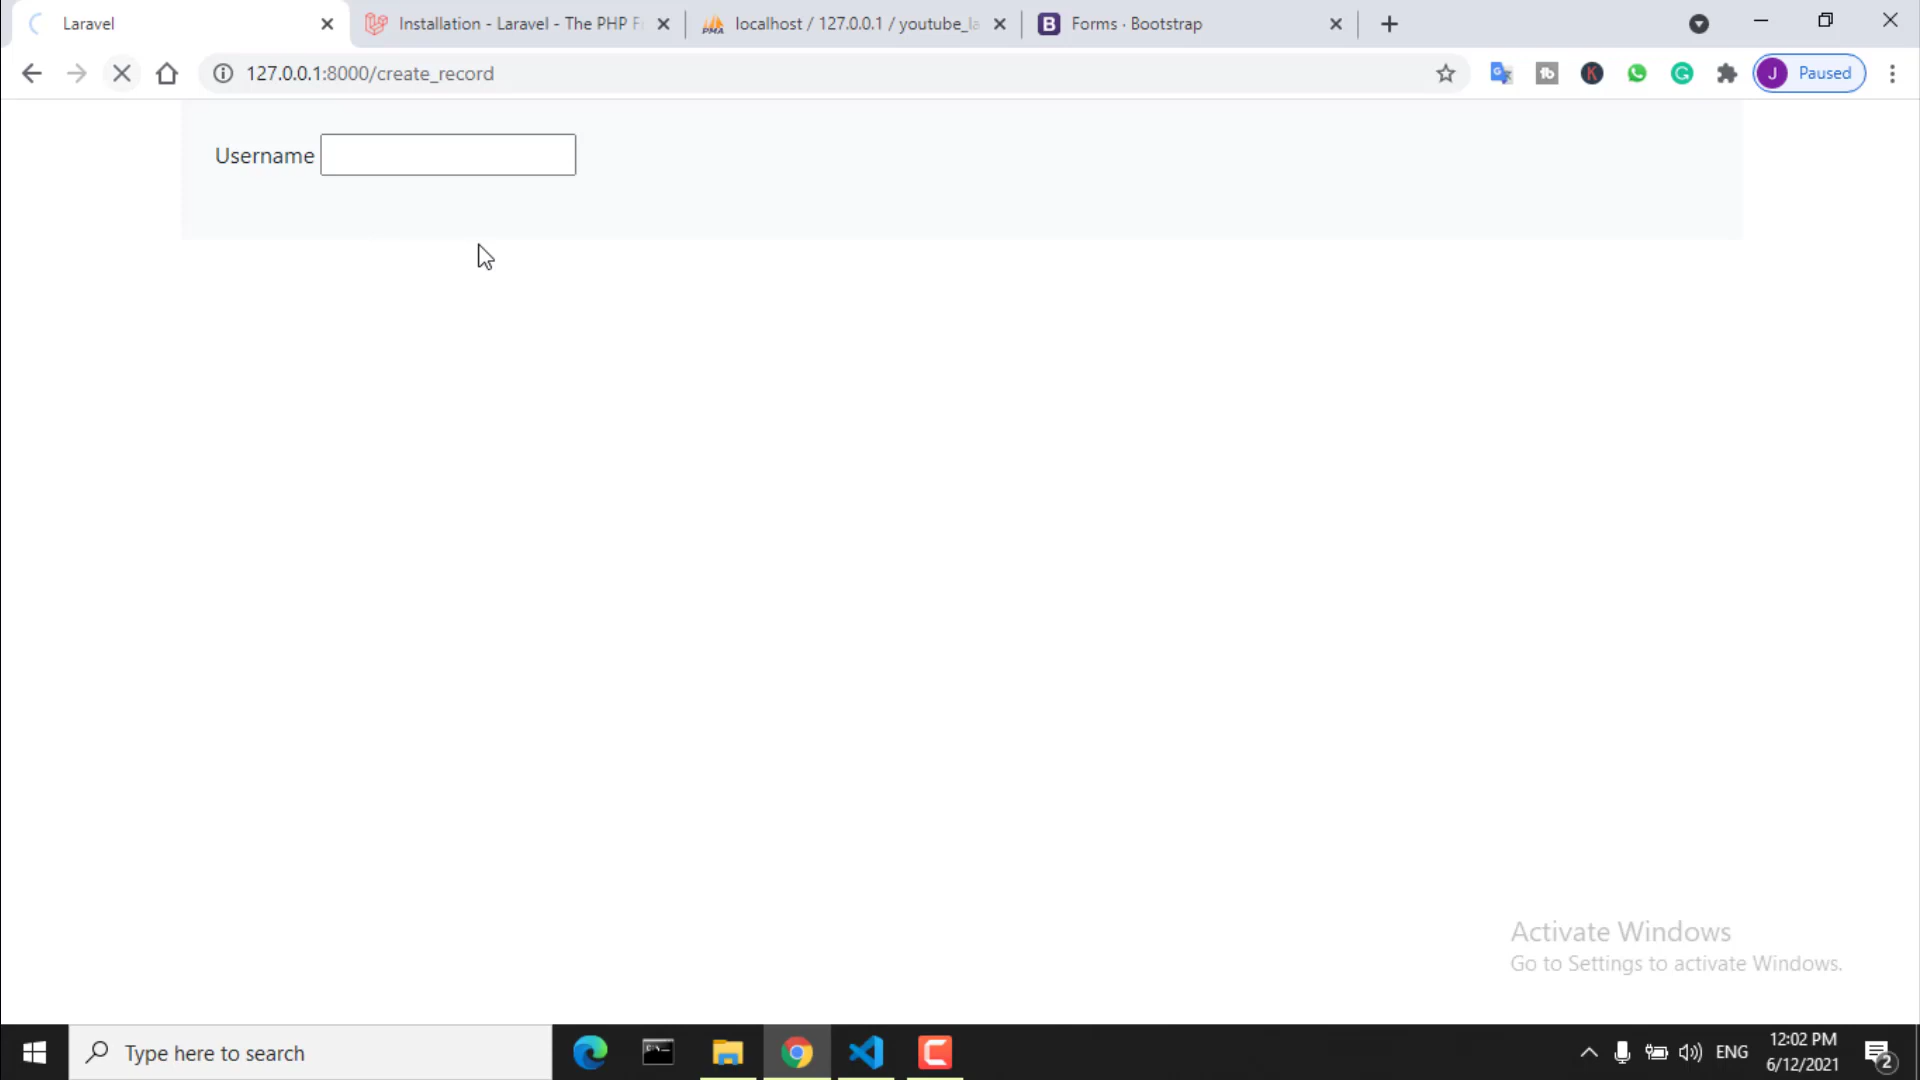 Laravel
Installation - Laravel - The PHP Fr
localhost / 127.0.0.1 / youtube_la
B Forms · Bootstrap
127.0.0.1:8000/create_record
J Paused
Username
Activate Windows
Go to Settings to activate Windows.
Type here to search
ENG
12:02 PM
6/12/2021
2